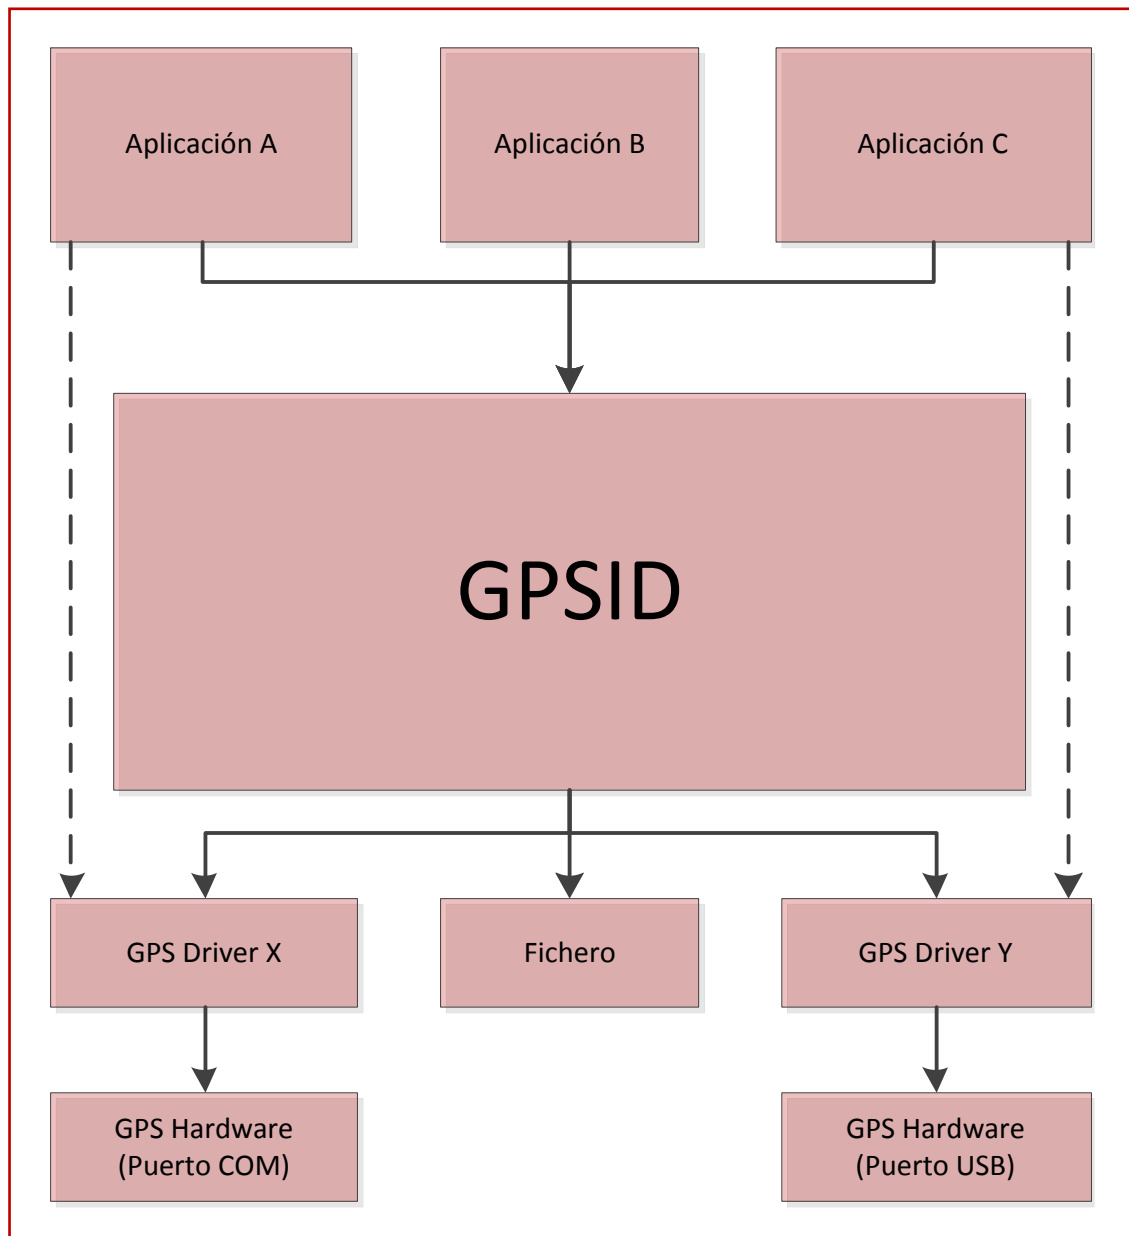 Aplicación A
Aplicación B
Aplicación C
GPSID
GPS Driver X
Fichero
GPS Driver Y
GPS Hardware
(Puerto COM)
GPS Hardware
(Puerto USB)